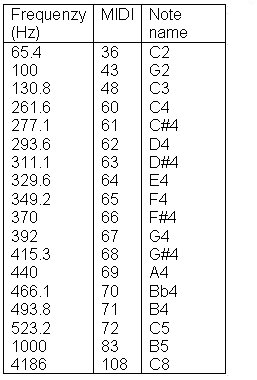 Frequenzy (Hz) MIDI Note name
65.4 36 C2
100 43 G2
130.8 48 C3
261.6 60 C4
277.1 61 C#4
293.6 62 D4
311.1 63 D#4
329.6 64 E4
349.2 65 F4
370 66 F#4
392 67 G4
415.3 68 G#4
440 69 A4
466.1 70 Bb4
493.8 71 B4
523.2 72 C5
1000 83 B5
4186 108 C8